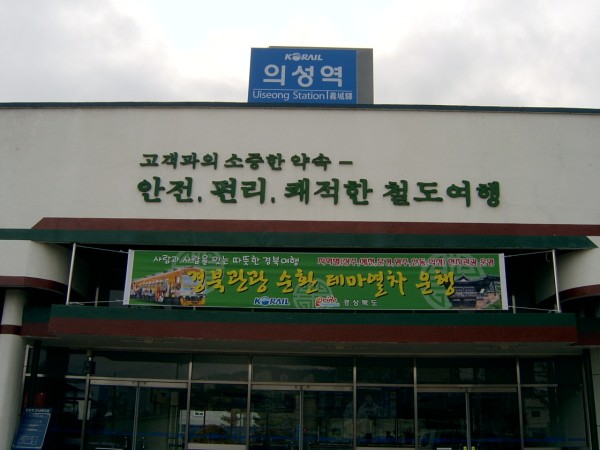 KORAIL
의성역
Uiseong Station 義城驛
고객과의 소중한 약속 -
안전, 편리, 쾌적한 철도여행
사람과 사람을 잇는 따뜻한 경북여행
경북관광 순환 테마열차 운행
KORAIL
경상북도